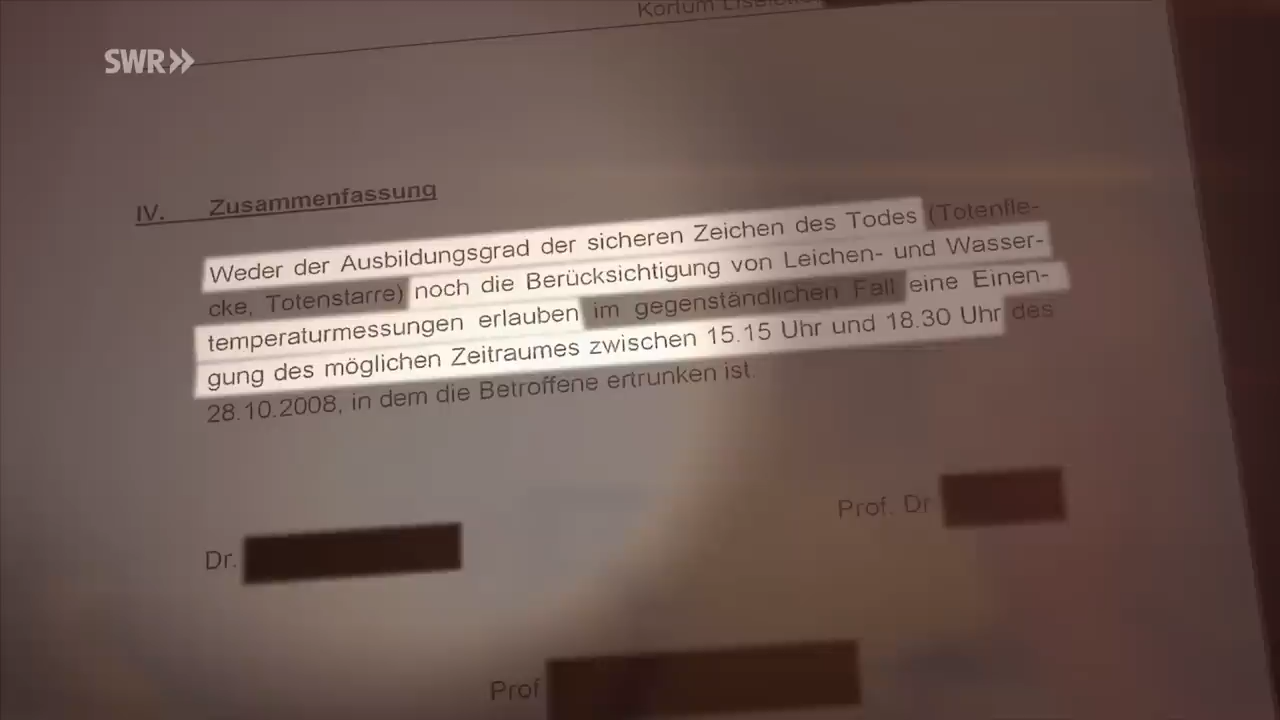 Kortum
SWR
IV. Zusammenfassung
Weder der Ausbildungsgrad der sicheren Zeichen des Todes (Totenfle-
cke, Totenstarre) noch die Berücksichtigung von Leichen- und Wasser-
temperaturmessungen erlauben im gegenständlichen Fall eine Einen-
gung des möglichen Zeitraumes zwischen 15.15 Uhr und 18.30 Uhr des
28.10.2008, in dem die Betroffene ertrunken ist.
Prof. Dr
Dr.
Prof